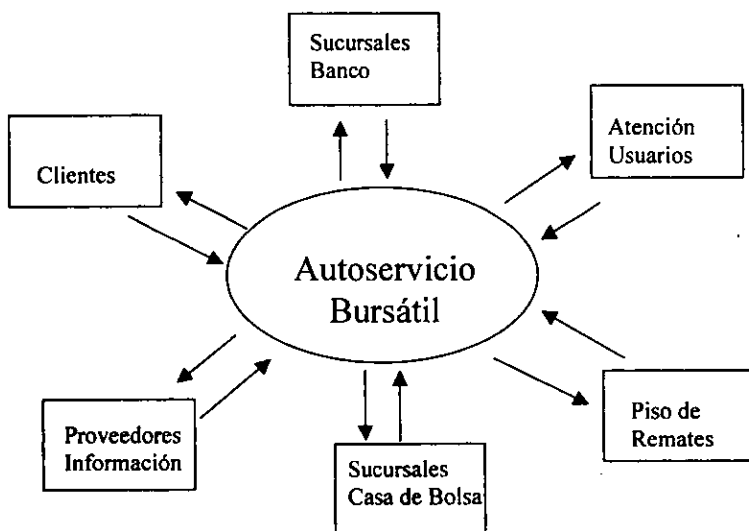 Sucursales
Banco
Atención
Usuarios
Clientes
Autoservicio
Bursátil
Proveedores
Información
Sucursales
Casa de Bolsa
Piso de
Remates